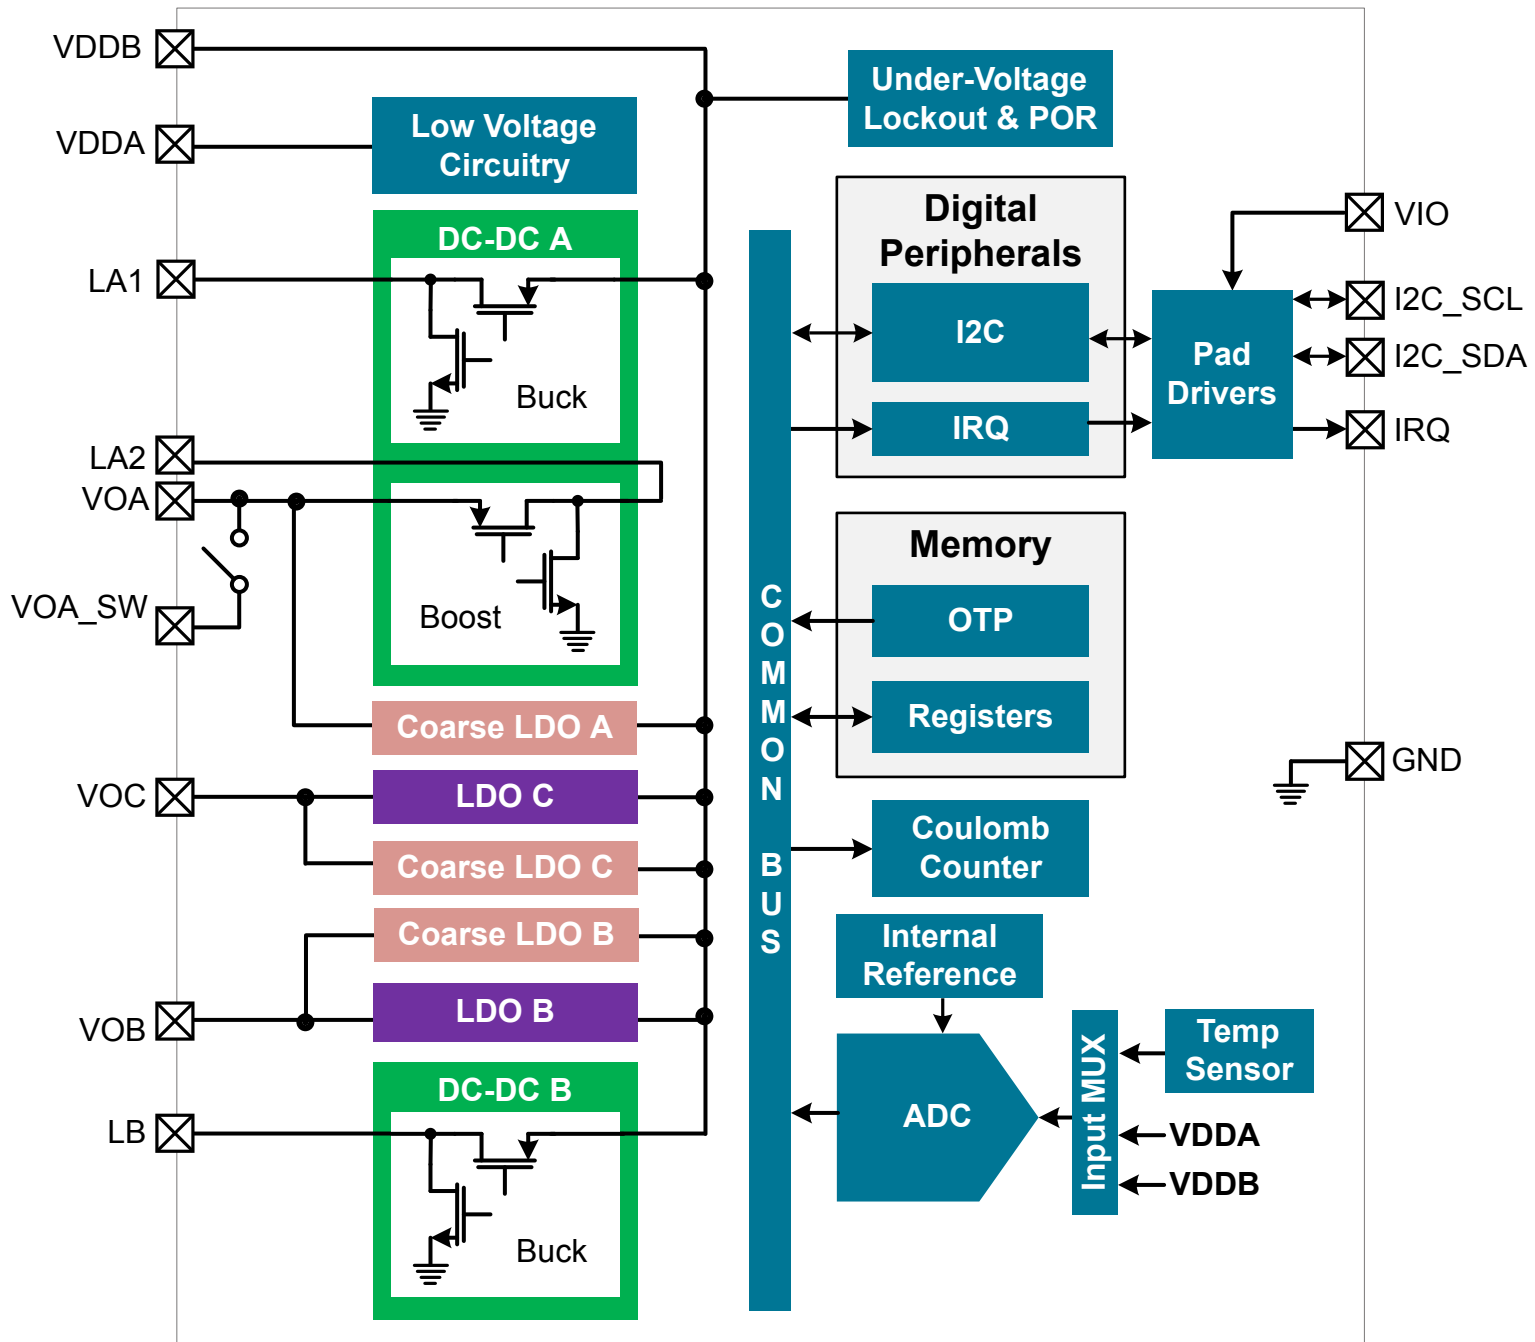 VDDB
VDDA
LA1
LA2
VOA
VOA_SW
VOC
VOB
LB
Low Voltage
Circuitry
DC-DC A
Buck
Boost
Coarse LDO A
LDO C
Coarse LDO C
Coarse LDO B
LDO B
DC-DC B
Buck
COMMON BUS
Under-Voltage
Lockout & POR
Digital
Peripherals
I2C
IRQ
Memory
OTP
Registers
Coulomb
Counter
Internal
Reference
ADC
Input MUX
Temp
Sensor
VDDA
VDDB
Pad
Drivers
VIO
I2C_SCL
I2C_SDA
IRQ
GND